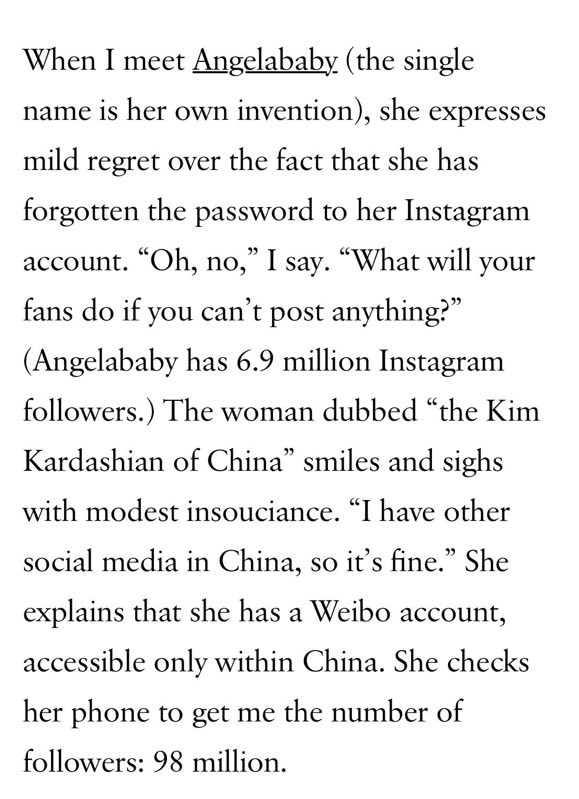 When I meet Angelababy (the single
name is her own invention), she expresses
mild regret over the fact that she has
forgotten the password to her Instagram
account. “Oh, no,” I say. “What will your
fans do if you can’t post anything?”
(Angelababy has 6.9 million Instagram
followers.) The woman dubbed “the Kim
Kardashian of China” smiles and sighs
with modest insouciance. “I have other
social media in China, so it’s fine.” She
explains that she has a Weibo account,
accessible only within China. She checks
her phone to get me the number of
followers: 98 million.